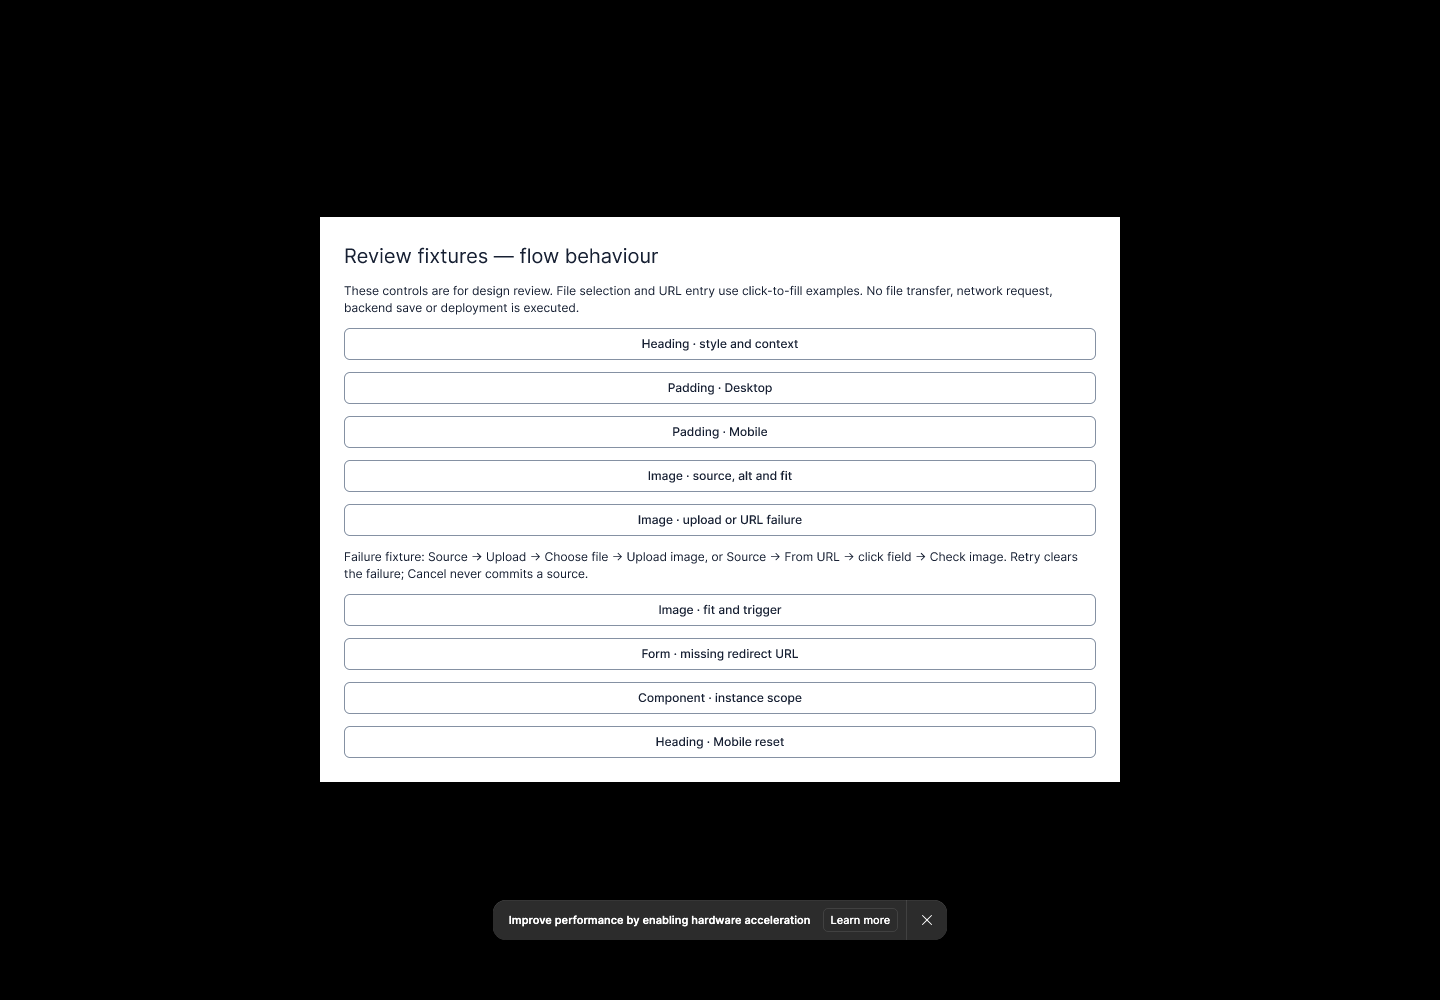 Review fixtures — flow behaviour
These controls are for design review. File selection and URL entry use click-to-fill examples. No file transfer, network request,
backend save or deployment is executed.
Heading · style and context
Padding · Desktop
Padding · Mobile
Image · source, alt and fit
Image · upload or URL failure
Failure fixture: Source → Upload → Choose file → Upload image, or Source → From URL → click field → Check image. Retry clears
the failure; Cancel never commits a source.
Image · fit and trigger
Form · missing redirect URL
Component · instance scope
Heading · Mobile reset
Improve performance by enabling hardware acceleration Learn more